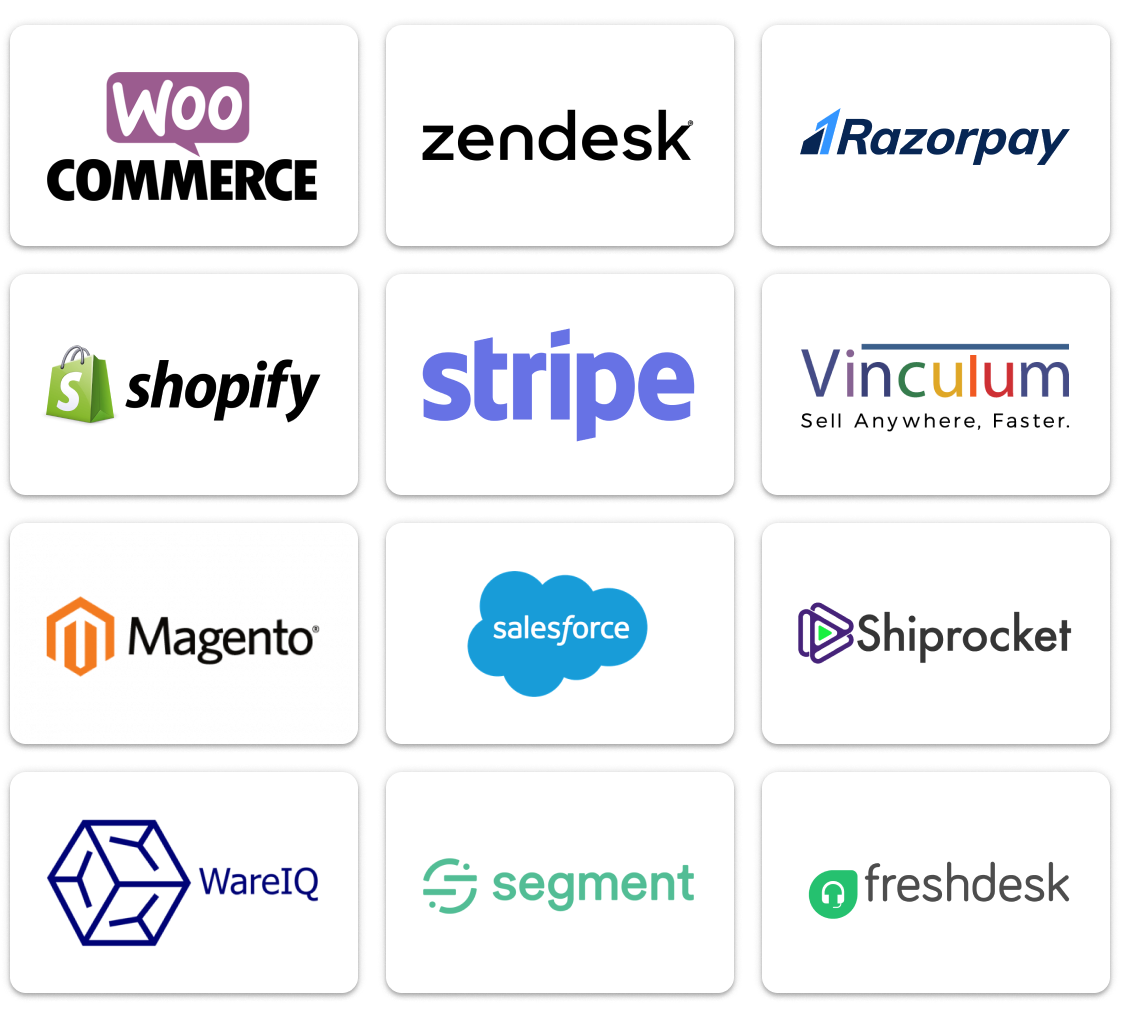 WOO
COMMERCE
zendesk®
Razorpay
S shopify
stripe
Vinculum
Sell Anywhere, Faster.
Magento®
salesforce
Shiprocket
WareIQ
segment
freshdesk